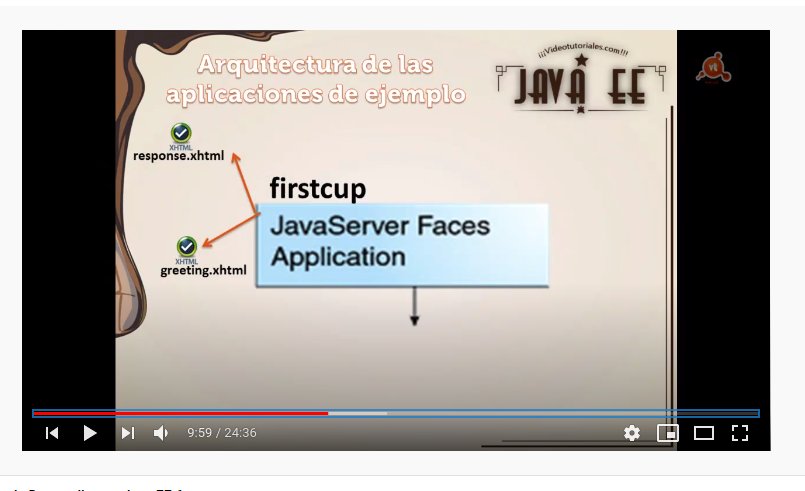 Arquitectura de las
aplicaciones de ejemplo
¡¡¡Videotutoriales.com!!!
JAVA EE
vt
XHTML
response.xhtml
firstcup
JavaServer Faces
Application
XHTML
greeting.xhtml
9:59 / 24:36